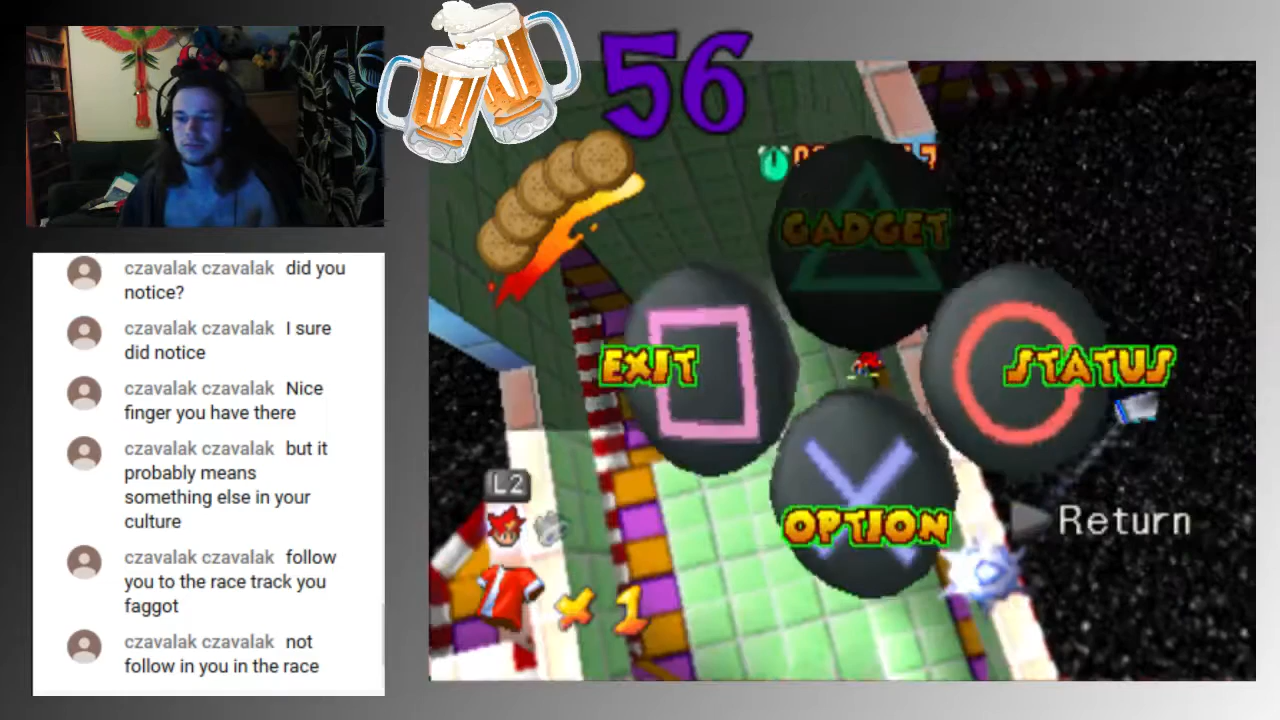 56
GADGET
EXIT
STATUS
OPTION
L2
Return
× 1
czavalak czavalak did you
notice?
czavalak czavalak I sure
did notice
czavalak czavalak Nice
finger you have there
czavalak czavalak but it
probably means
something else in your
culture
czavalak czavalak follow
you to the race track you
faggot
czavalak czavalak not
follow in you in the race